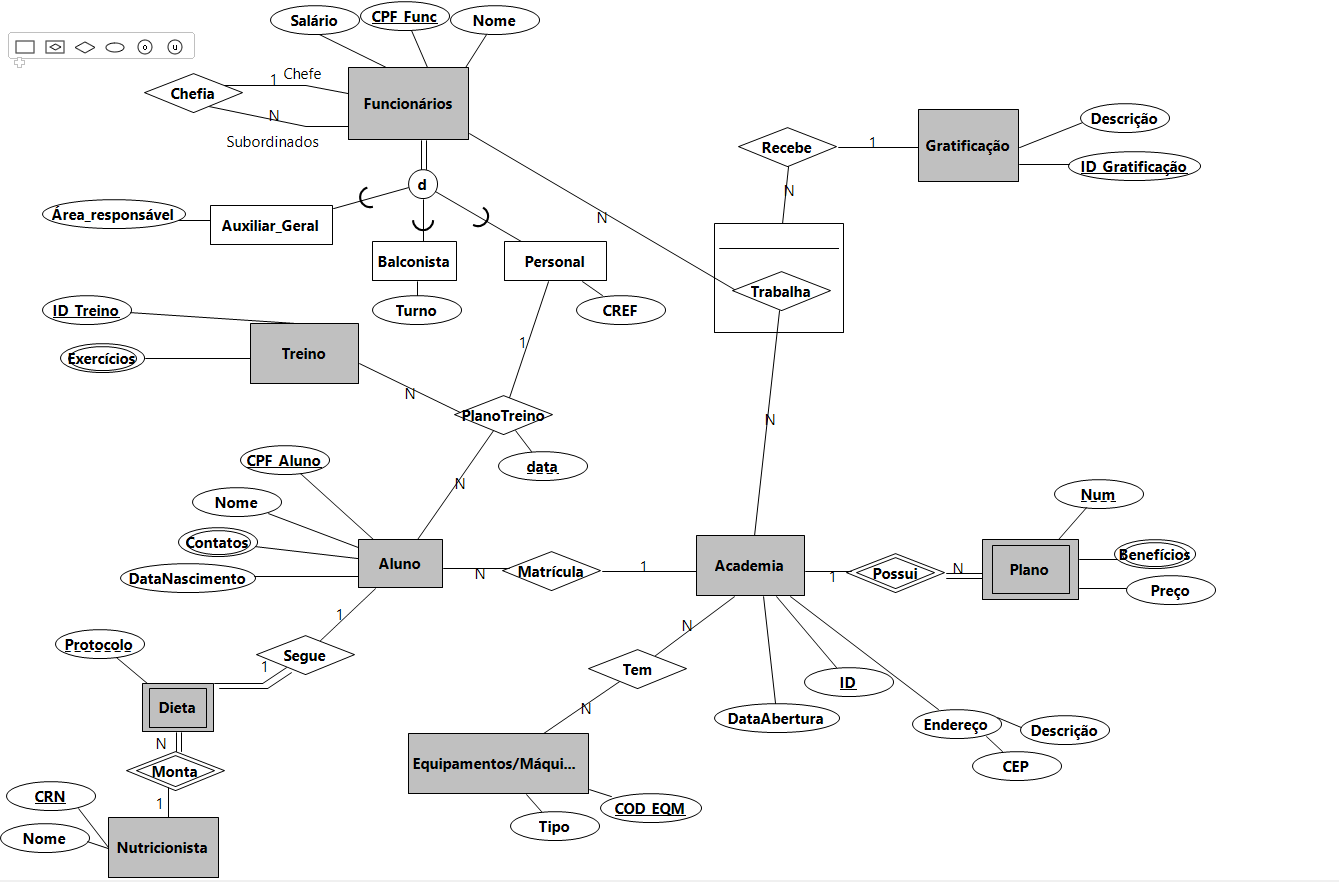 Salário
CPF_Func
Nome
o
u
Chefia
1
Chefe
N
Subordinados
Funcionários
d
Área_responsável
Auxiliar_Geral
Balconista
Turno
Personal
CREF
N
Recebe
1
Gratificação
Descrição
ID_Gratificação
N
Trabalha
ID_Treino
Exercícios
Treino
N
1
PlanoTreino
data
N
N
CPF_Aluno
Nome
Contatos
DataNascimento
Aluno
N
Matrícula
1
Academia
1
Possui
N
Plano
Num
Benefícios
Preço
1
Segue
1
Protocolo
Dieta
N
Monta
1
CRN
Nome
Nutricionista
N
Tem
N
Equipamentos/Máqui...
Tipo
COD_EQM
DataAbertura
ID
Endereço
Descrição
CEP